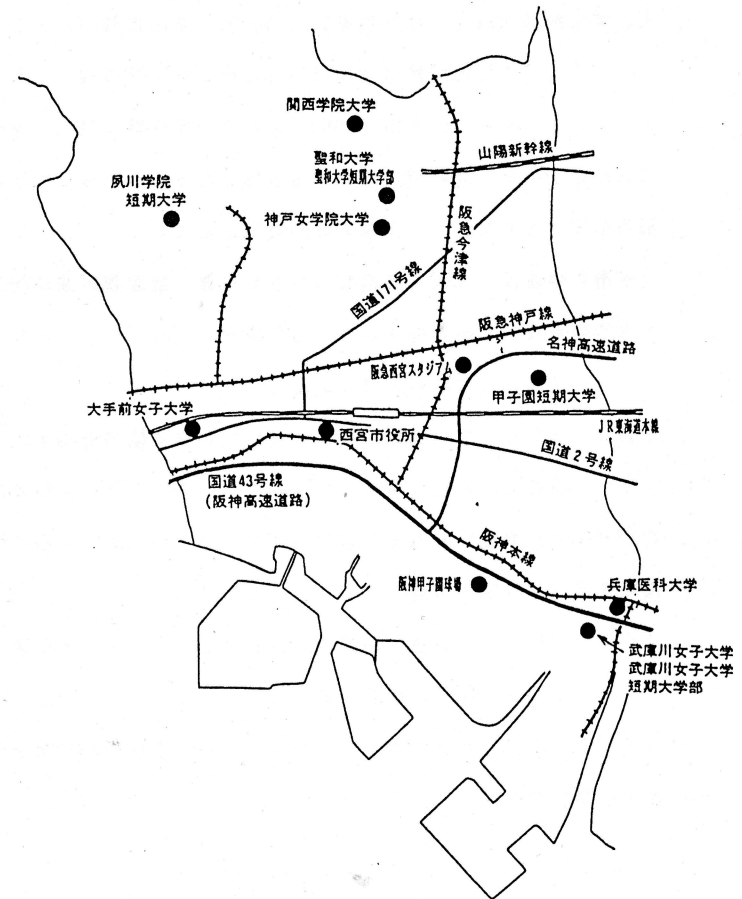 関西学院大学
聖和大学
聖和大学短期大学部
山陽新幹線
夙川学院
短期大学
神戸女学院大学
阪急今津線
国道171号線
阪急神戸線
名神高速道路
阪急西宮スタジアム
甲子園短期大学
大手前女子大学
西宮市役所
JR東海道本線
国道2号線
国道43号線
(阪神高速道路)
阪神本線
阪神甲子園球場
兵庫医科大学
武庫川女子大学
武庫川女子大学
短期大学部